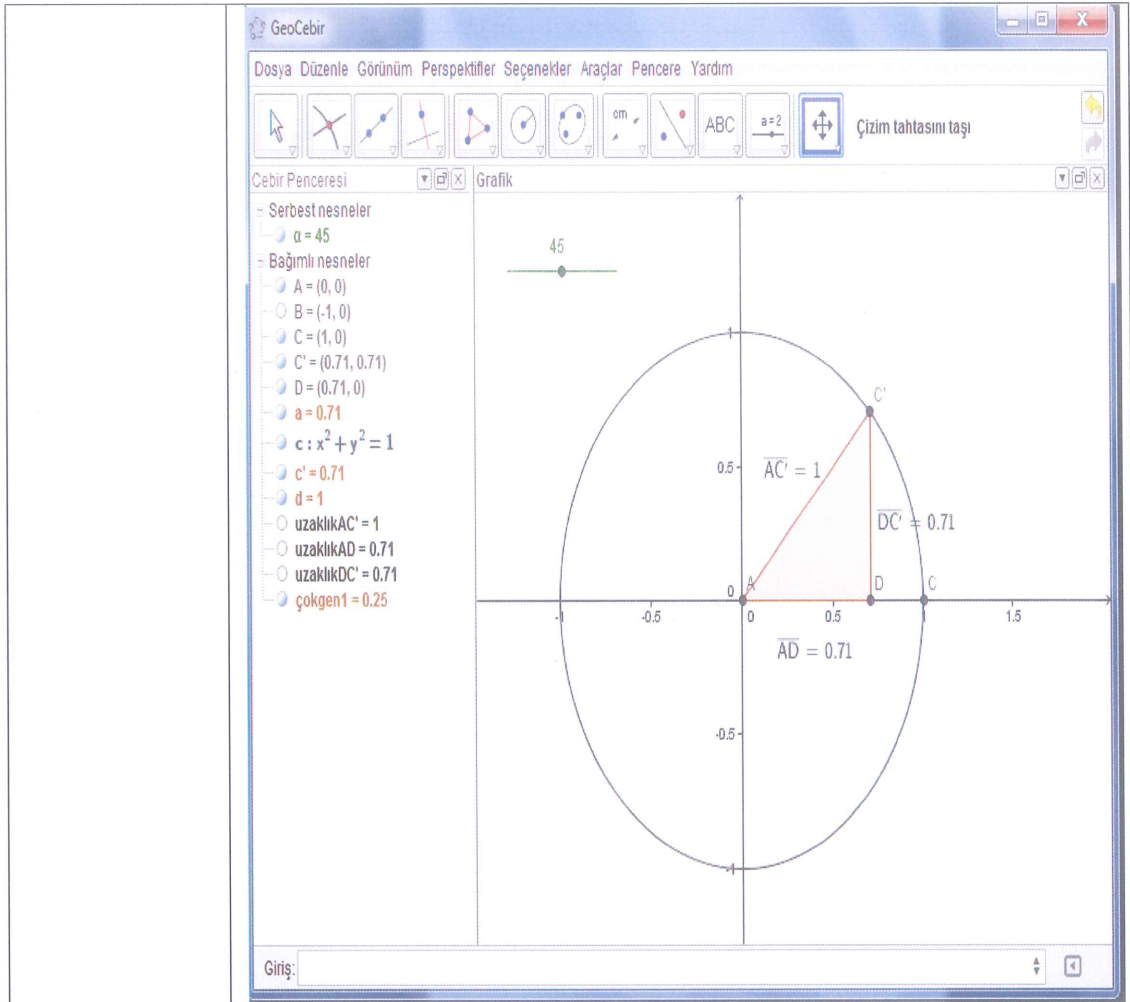 GeoCebir
Dosya Düzenle Görünüm Perspektifler Seçenekler Araçlar Pencere Yardım
cm
ABC
a = 2
Çizim tahtasını taşı
Cebir Penceresi
Grafik
Serbest nesneler
α = 45
Bağımlı nesneler
A = (0, 0)
B = (-1, 0)
C = (1, 0)
C' = (0.71, 0.71)
D = (0.71, 0)
a = 0.71
c : x² + y² = 1
c' = 0.71
d = 1
uzaklıkAC' = 1
uzaklıkAD = 0.71
uzaklıkDC' = 0.71
çokgen1 = 0.25
45
1
C'
0.5
A̅C̅'̅ = 1
D̅C̅'̅ = 0.71
0
A
D
C
-1
-0.5
0
0.5
1
1.5
A̅D̅ = 0.71
-0.5
-1
Giriş: